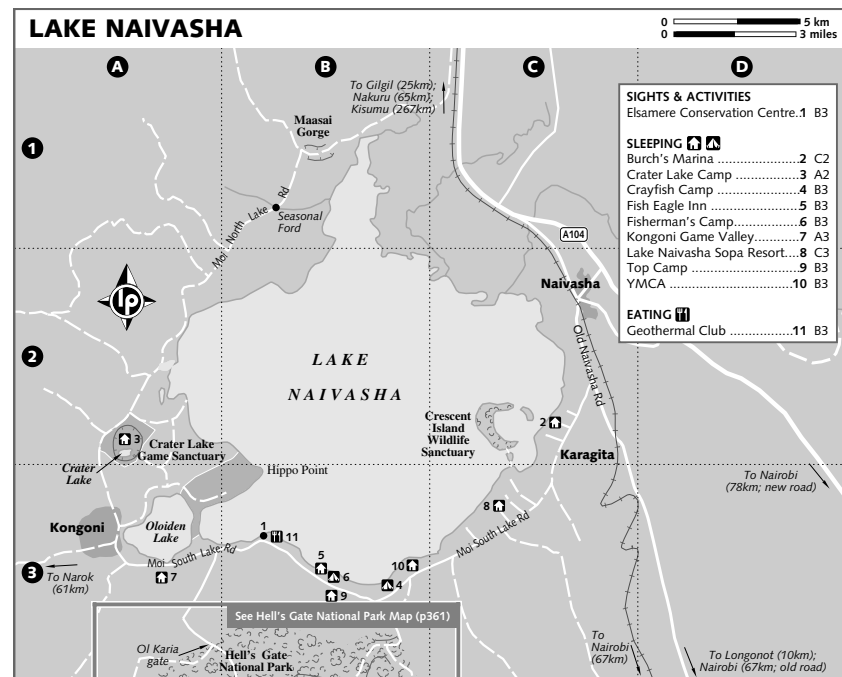 LAKE NAIVASHA
0 5 km
0 3 miles
A
B
C
D
1
2
3
To Gilgil (25km);
Nakuru (65km);
Kisumu (267km)
Maasai
Gorge
Moi North Lake Rd
Seasonal
Ford
A104
Naivasha
Old Naivasha Rd
lp
LAKE
NAIVASHA
Crescent
Island
Wildlife
Sanctuary
2
Karagita
3
Crater Lake
Game Sanctuary
Crater
Lake
Hippo Point
To Nairobi
(78km; new road)
Kongoni
Oloiden
Lake
8
Moi South Lake Rd
1
11
Moi South Lake Rd
5
6
10
4
9
7
To Narok
(61km)
See Hell's Gate National Park Map (p361)
Ol Karia
gate
Hell's Gate
National Park
To
Nairobi
(67km)
To Longonot (10km);
Nairobi (67km; old road)
SIGHTS & ACTIVITIES
Elsamere Conservation Centre..1 B3
SLEEPING
Burch's Marina ......................2 C2
Crater Lake Camp .................3 A2
Crayfish Camp ......................4 B3
Fish Eagle Inn .......................5 B3
Fisherman's Camp.................6 B3
Kongoni Game Valley............7 A3
Lake Naivasha Sopa Resort....8 C3
Top Camp ............................9 B3
YMCA ................................10 B3
EATING
Geothermal Club .................11 B3